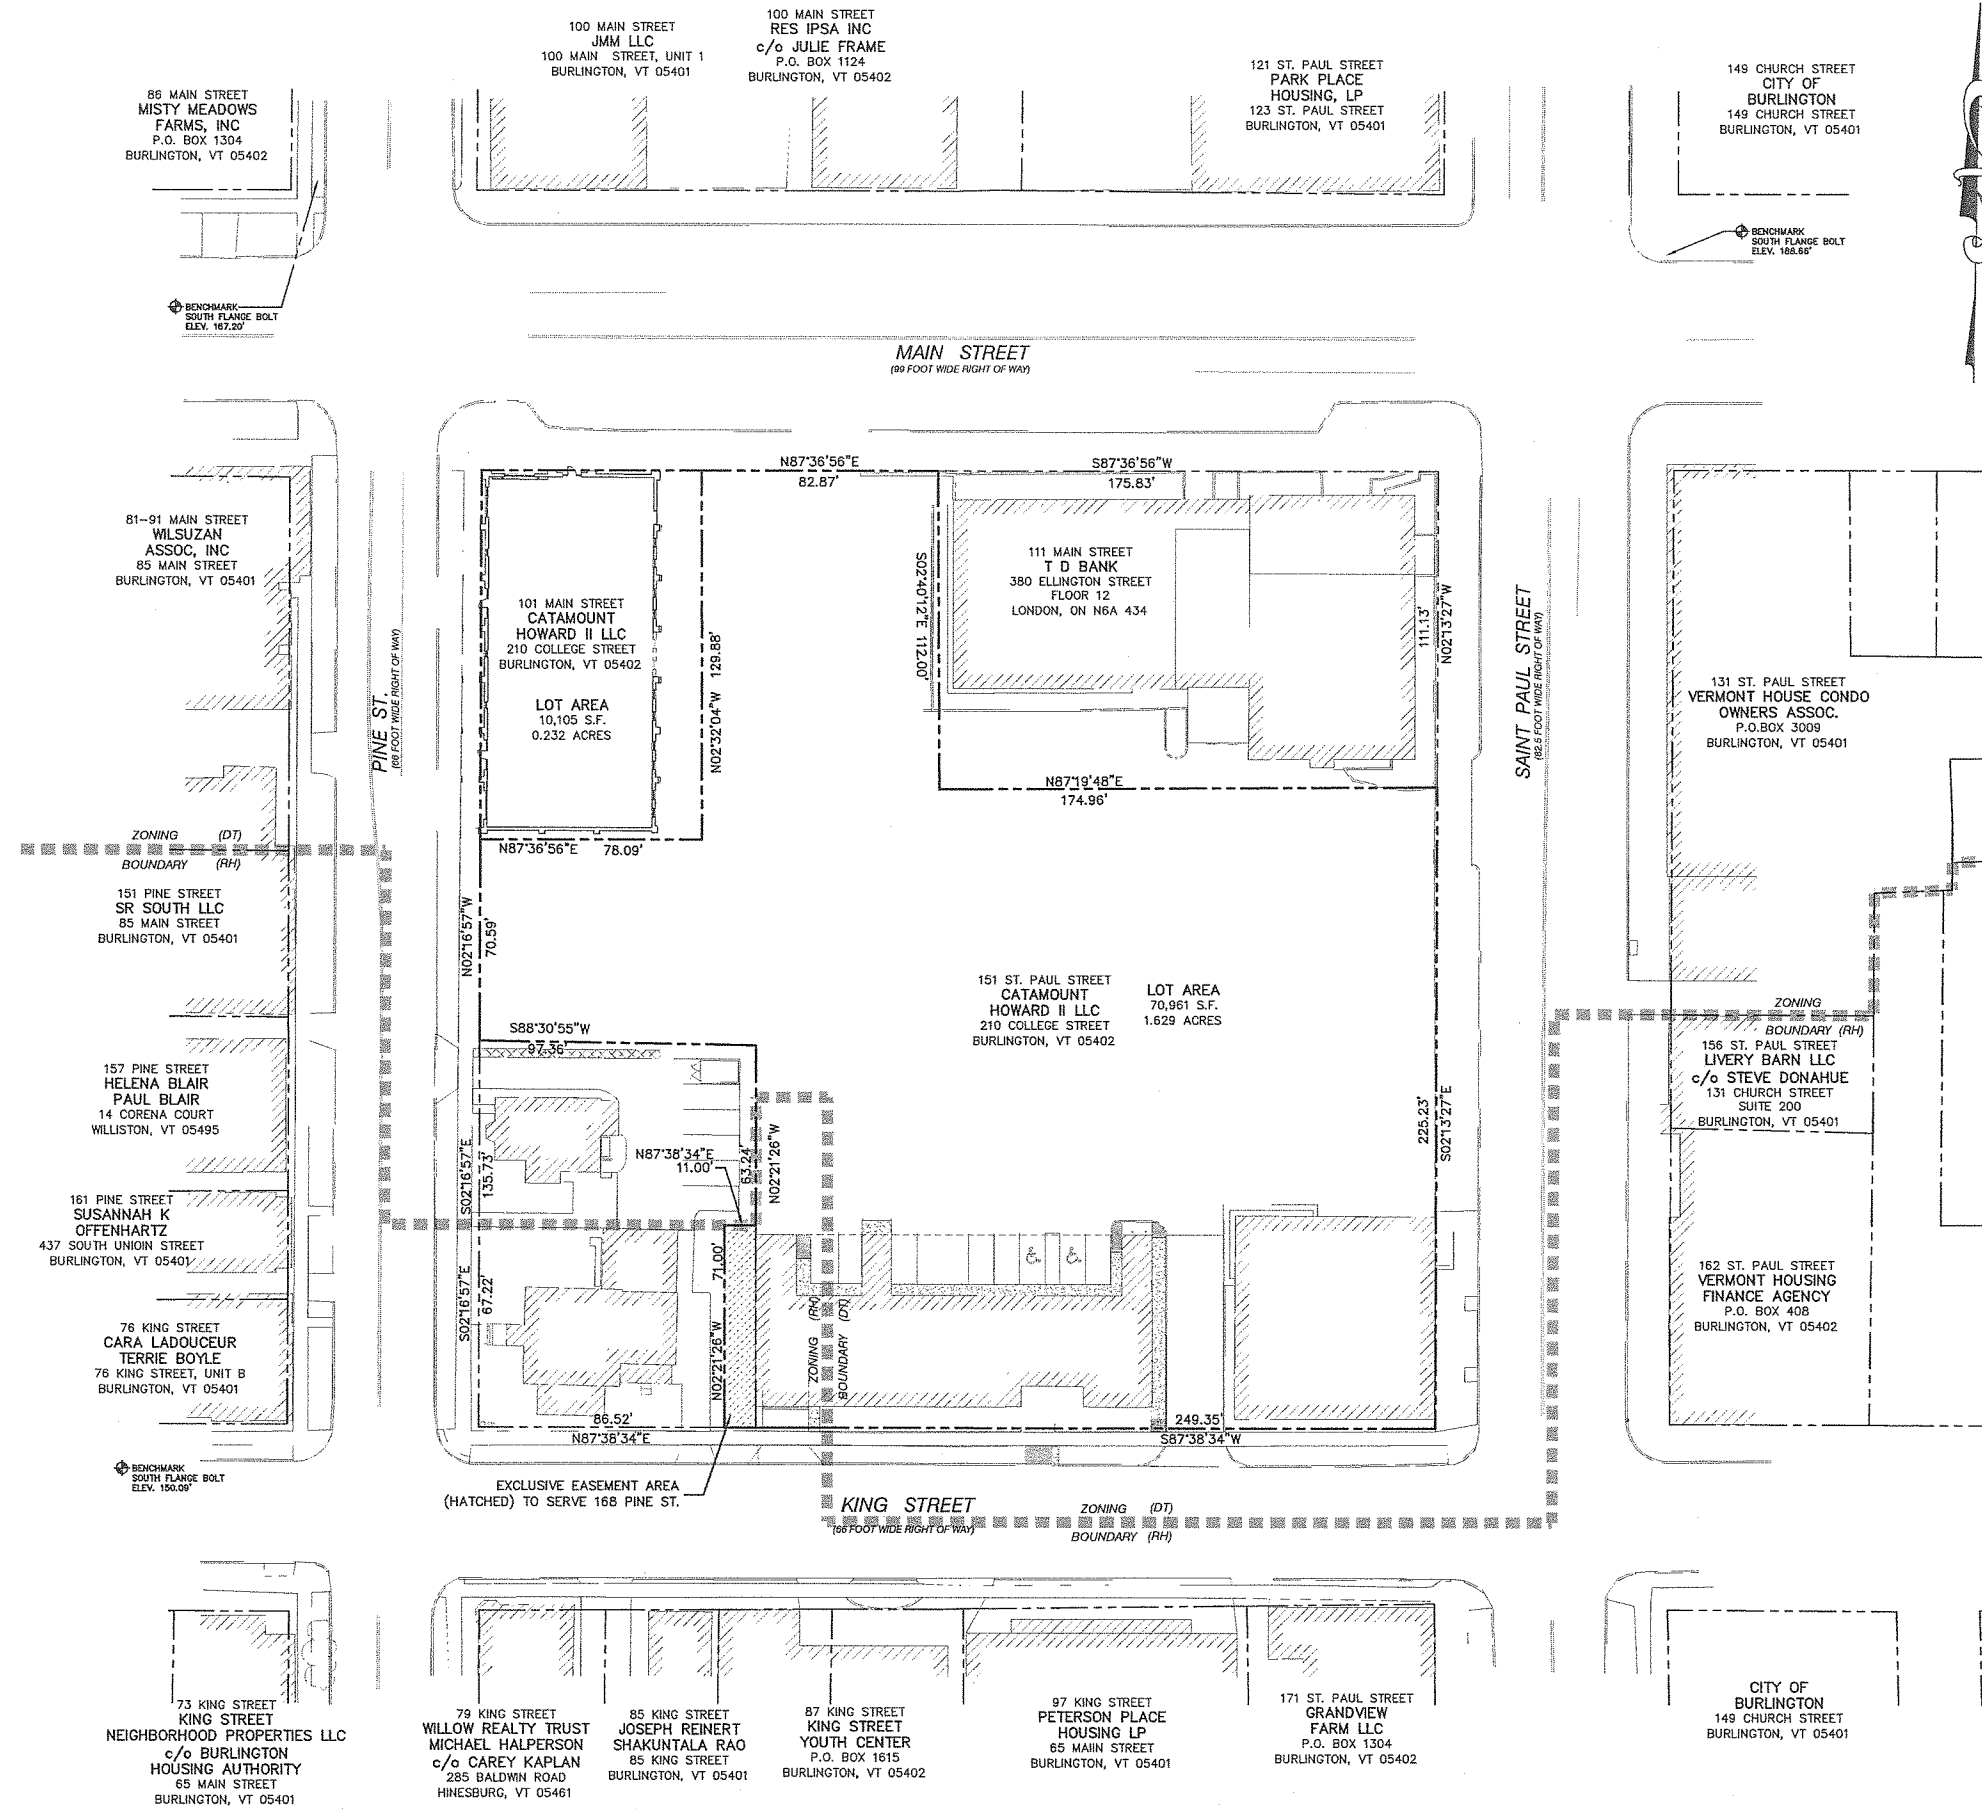 100 MAIN STREET
JMM LLC
100 MAIN STREET, UNIT 1
BURLINGTON, VT 05401
100 MAIN STREET
RES IPSA INC
c/o JULIE FRAME
P.O. BOX 1124
BURLINGTON, VT 05402
121 ST. PAUL STREET
PARK PLACE
HOUSING, LP
123 ST. PAUL STREET
BURLINGTON, VT 05401
149 CHURCH STREET
CITY OF
BURLINGTON
149 CHURCH STREET
BURLINGTON, VT 05401
86 MAIN STREET
MISTY MEADOWS
FARMS, INC
P.O. BOX 1304
BURLINGTON, VT 05402
BENCHMARK
SOUTH FLANGE BOLT
ELEV. 188.66'
BENCHMARK
SOUTH FLANGE BOLT
ELEV. 167.20'
MAIN STREET
(99 FOOT WIDE RIGHT OF WAY)
N87°36'56"E
82.87'
S87°36'56"W
175.83'
81-91 MAIN STREET
WILSUZAN
ASSOC, INC
85 MAIN STREET
BURLINGTON, VT 05401
101 MAIN STREET
CATAMOUNT
HOWARD II LLC
210 COLLEGE STREET
BURLINGTON, VT 05402
LOT AREA
10,105 S.F.
0.232 ACRES
N02°32'04"W 129.88'
S02°40'12"E 112.00'
111 MAIN STREET
T D BANK
380 ELLINGTON STREET
FLOOR 12
LONDON, ON N6A 434
111.13'
N02°13'27"W
SAINT PAUL STREET
(82.5 FOOT WIDE RIGHT OF WAY)
PINE ST.
(66 FOOT WIDE RIGHT OF WAY)
131 ST. PAUL STREET
VERMONT HOUSE CONDO
OWNERS ASSOC.
P.O.BOX 3009
BURLINGTON, VT 05401
N87°19'48"E
174.96'
N87°36'56"E 78.09'
ZONING (DT)
BOUNDARY (RH)
151 PINE STREET
SR SOUTH LLC
85 MAIN STREET
BURLINGTON, VT 05401
N02°16'57"W
70.59'
151 ST. PAUL STREET
CATAMOUNT
HOWARD II LLC
210 COLLEGE STREET
BURLINGTON, VT 05402
LOT AREA
70,961 S.F.
1.629 ACRES
ZONING
BOUNDARY (RH)
156 ST. PAUL STREET
LIVERY BARN LLC
c/o STEVE DONAHUE
131 CHURCH STREET
SUITE 200
BURLINGTON, VT 05401
S88°30'55"W
97.36'
157 PINE STREET
HELENA BLAIR
PAUL BLAIR
14 CORENA COURT
WILLISTON, VT 05495
S02°16'57"E
135.73'
N87°38'34"E
11.00'
63.24'
N02°21'26"W
225.23'
S02°13'27"E
161 PINE STREET
SUSANNAH K
OFFENHARTZ
437 SOUTH UNIOIN STREET
BURLINGTON, VT 05401
S02°16'57"E
67.22'
71.00'
N02°21'26"W
ZONING (RH)
BOUNDARY (DT)
162 ST. PAUL STREET
VERMONT HOUSING
FINANCE AGENCY
P.O. BOX 408
BURLINGTON, VT 05402
76 KING STREET
CARA LADOUCEUR
TERRIE BOYLE
76 KING STREET, UNIT B
BURLINGTON, VT 05401
86.52'
N87°38'34"E
249.35'
S87°38'34"W
BENCHMARK
SOUTH FLANGE BOLT
ELEV. 150.09'
EXCLUSIVE EASEMENT AREA
(HATCHED) TO SERVE 168 PINE ST.
KING STREET
(66 FOOT WIDE RIGHT OF WAY)
ZONING (DT)
BOUNDARY (RH)
73 KING STREET
KING STREET
NEIGHBORHOOD PROPERTIES LLC
c/o BURLINGTON
HOUSING AUTHORITY
65 MAIN STREET
BURLINGTON, VT 05401
79 KING STREET
WILLOW REALTY TRUST
MICHAEL HALPERSON
c/o CAREY KAPLAN
285 BALDWIN ROAD
HINESBURG, VT 05461
85 KING STREET
JOSEPH REINERT
SHAKUNTALA RAO
85 KING STREET
BURLINGTON, VT 05401
87 KING STREET
KING STREET
YOUTH CENTER
P.O. BOX 1615
BURLINGTON, VT 05402
97 KING STREET
PETERSON PLACE
HOUSING LP
65 MAIIN STREET
BURLINGTON, VT 05401
171 ST. PAUL STREET
GRANDVIEW
FARM LLC
P.O. BOX 1304
BURLINGTON, VT 05402
CITY OF
BURLINGTON
149 CHURCH STREET
BURLINGTON, VT 05401